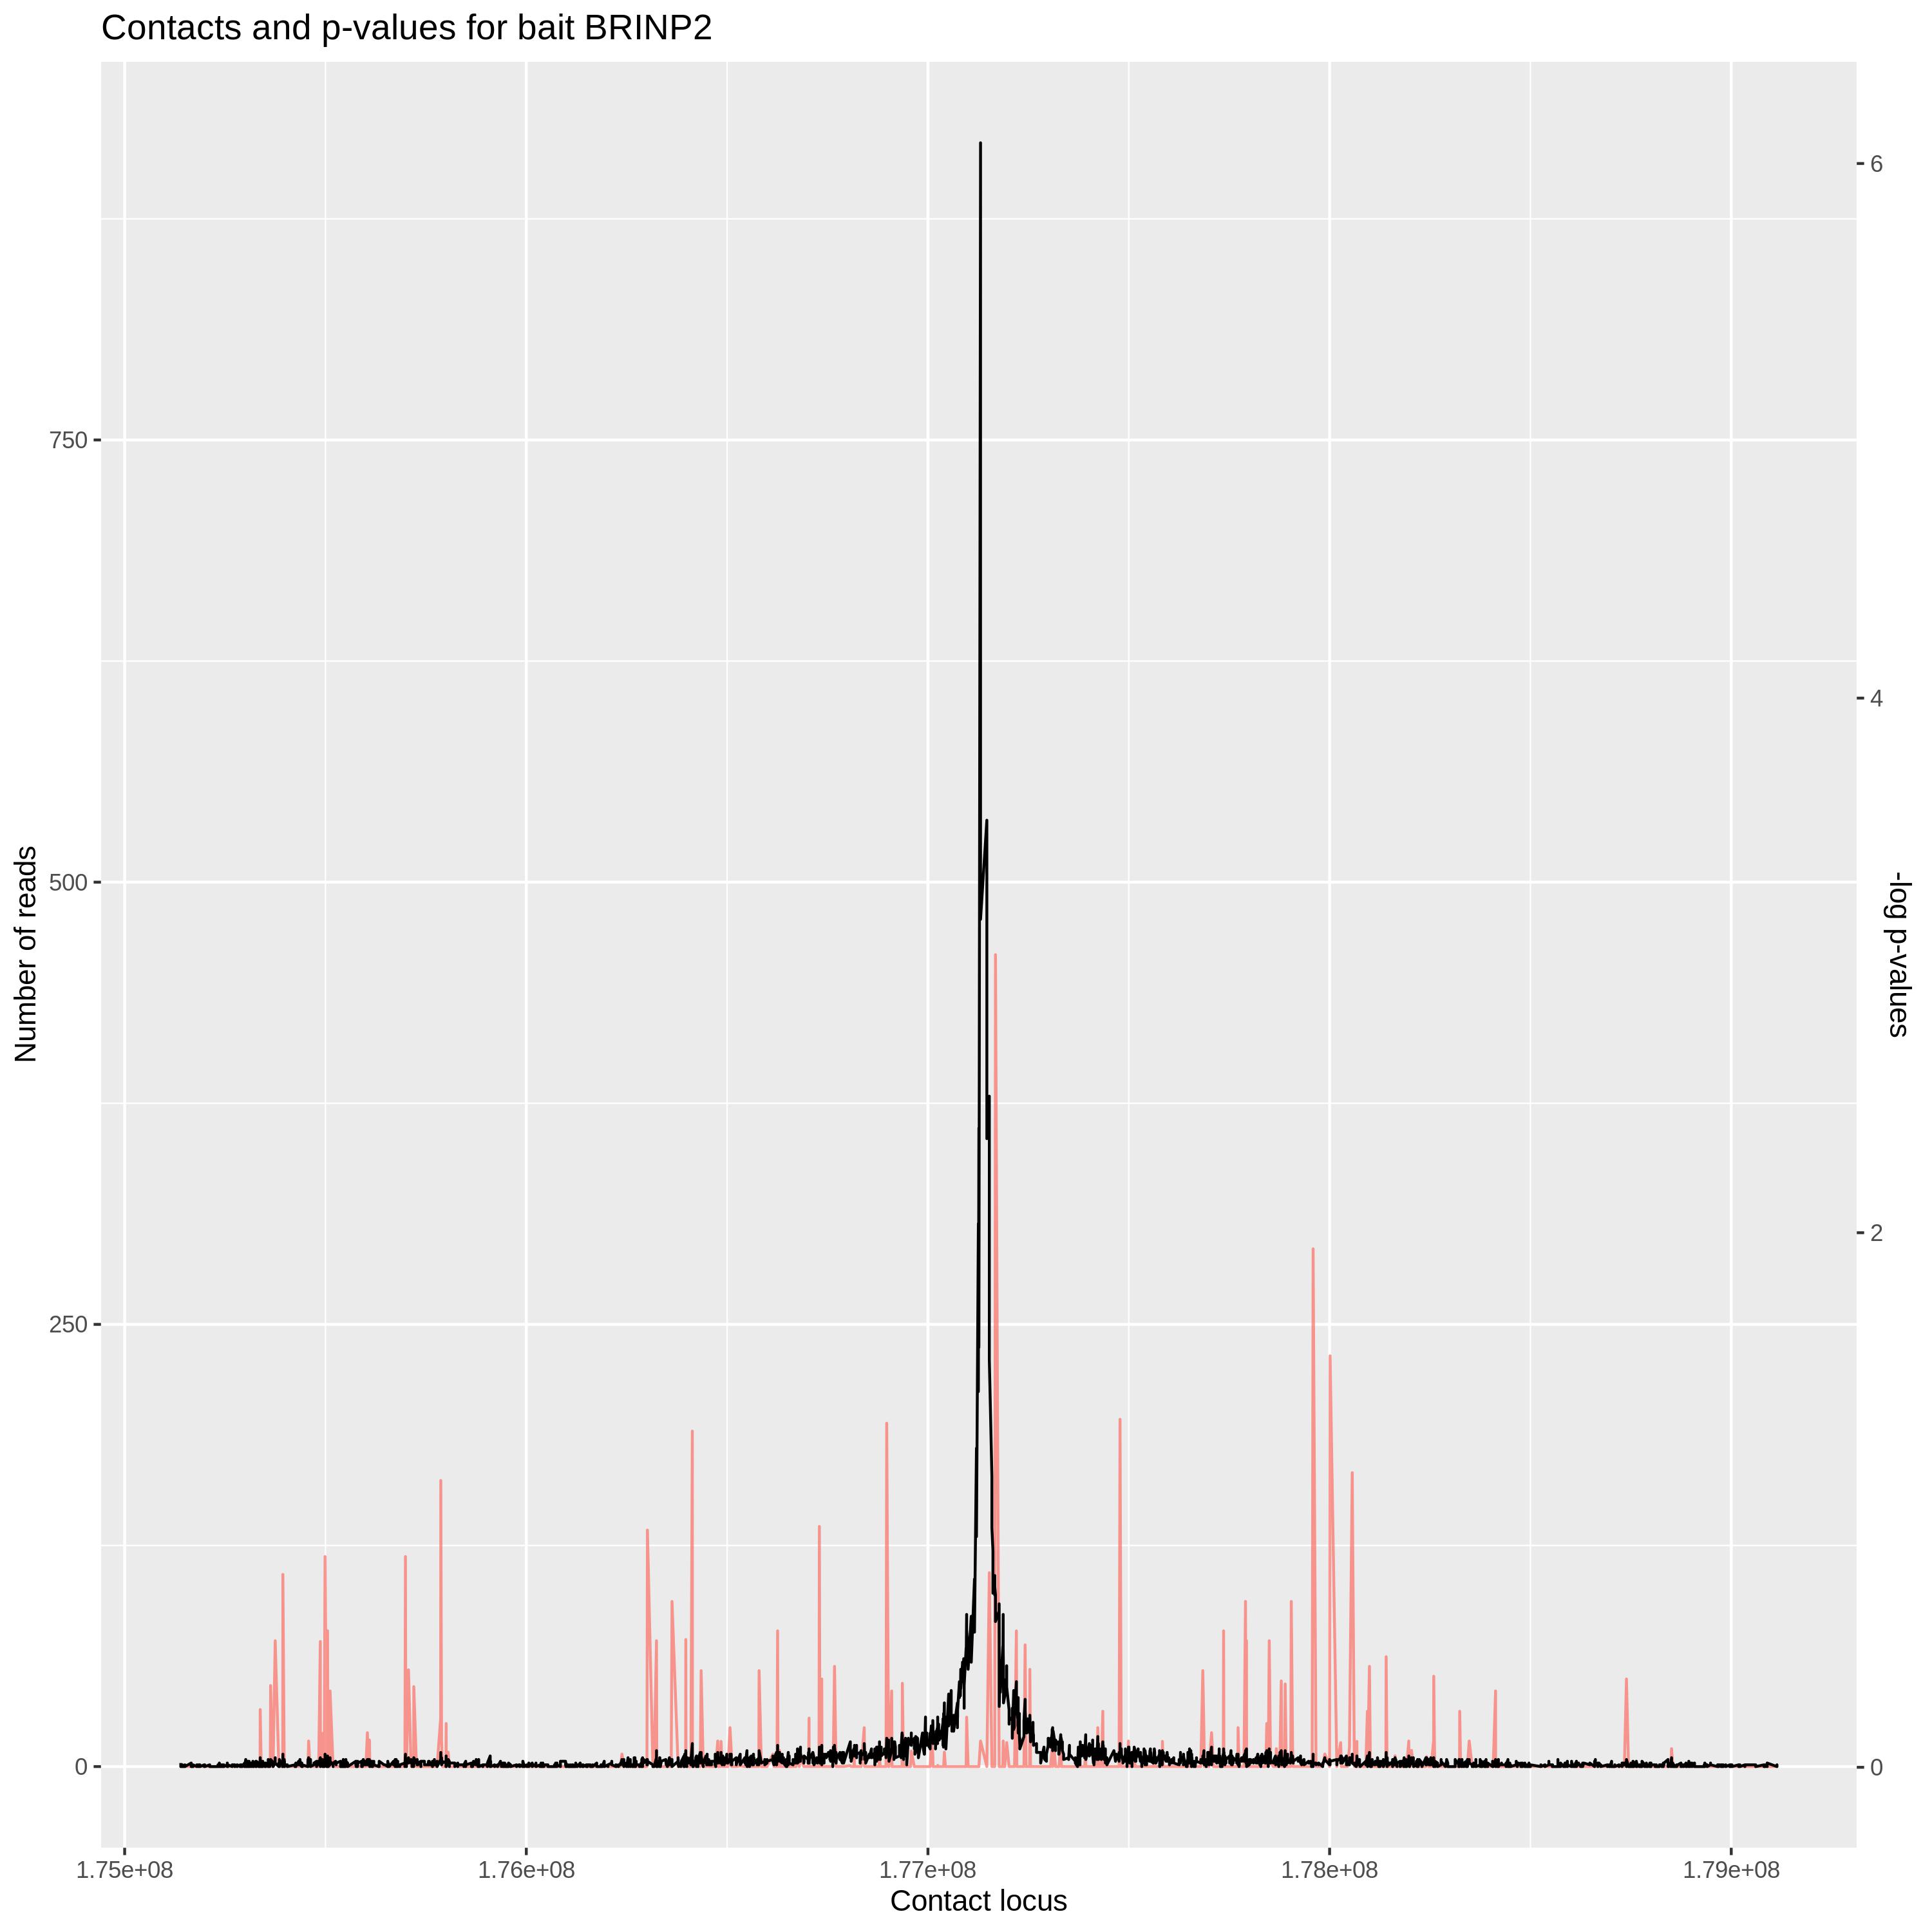 Contacts and p-values for bait BRINP2
6
750
4
Number of reads
500
-log p-values
2
250
0
0
1.75e+08
1.76e+08
1.77e+08
1.78e+08
1.79e+08
Contact locus